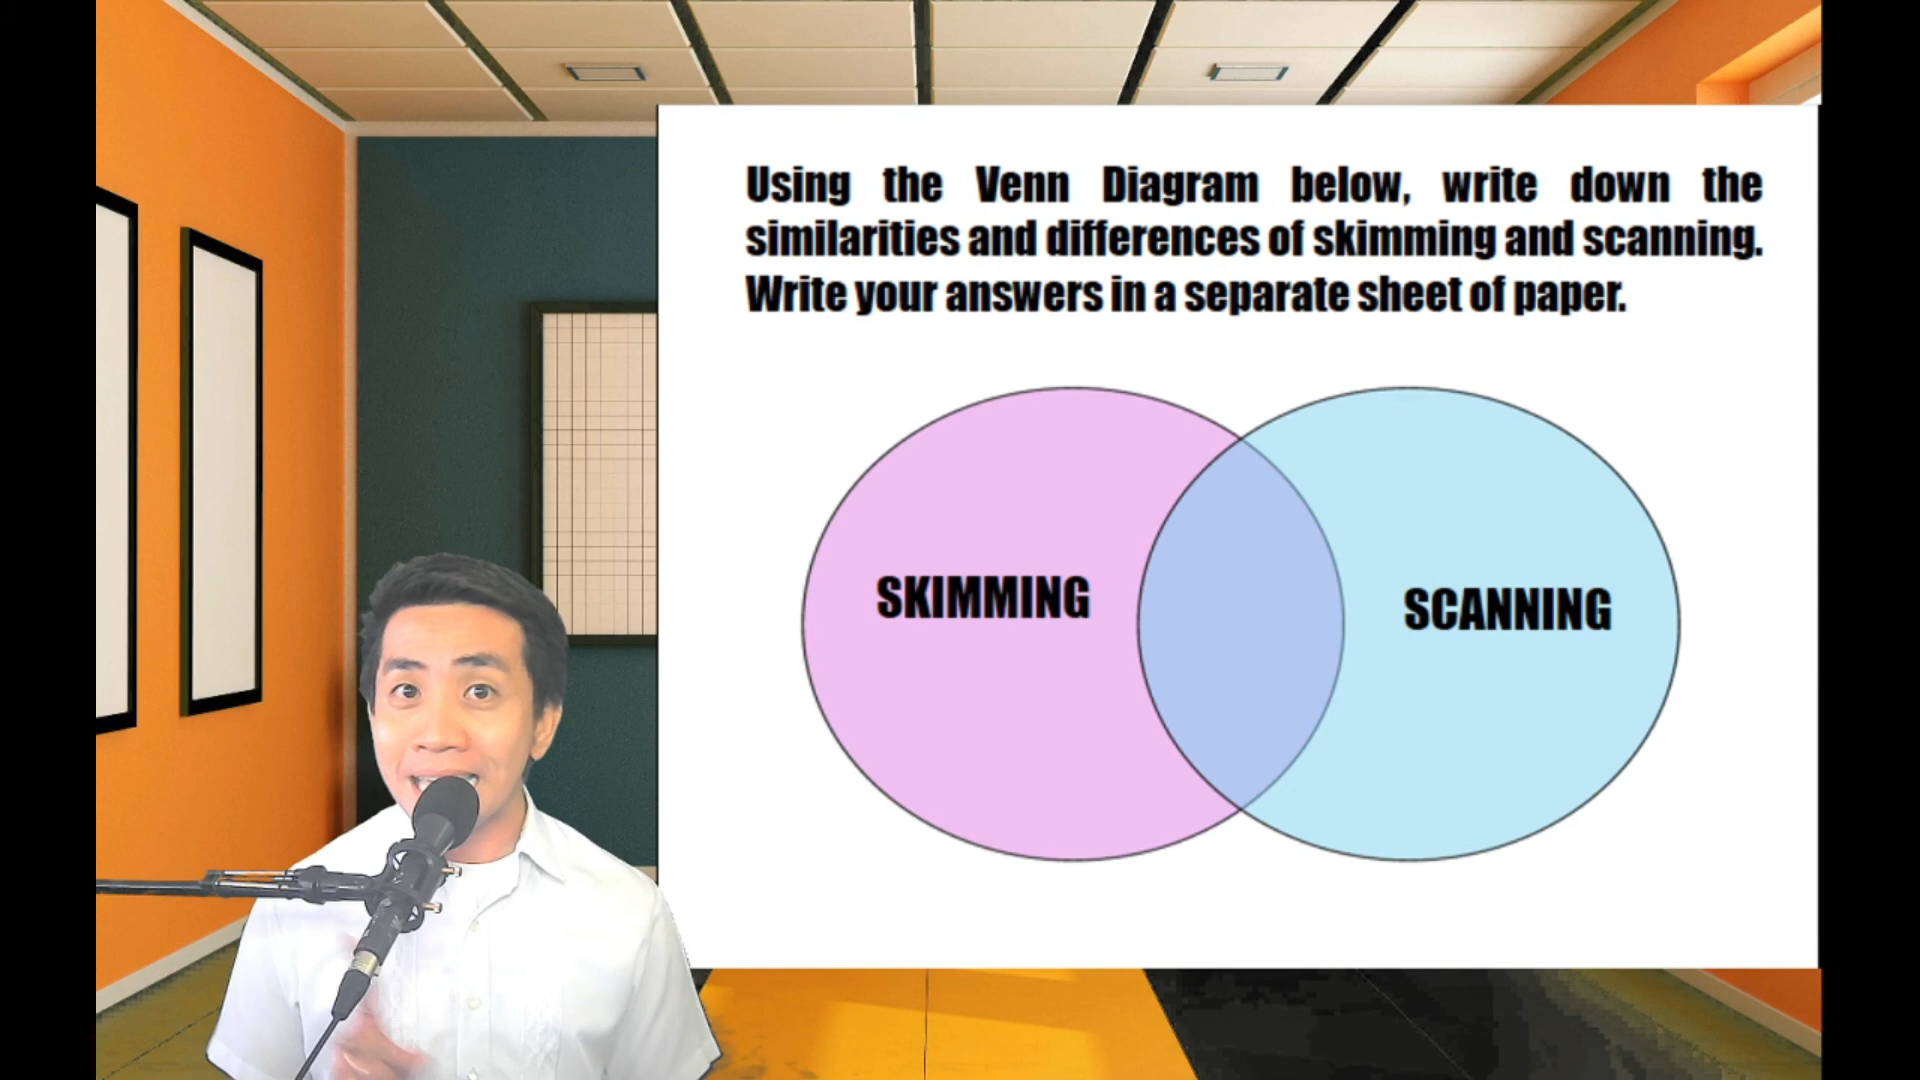 Using the Venn Diagram below, write down the
similarities and differences of skimming and scanning.
Write your answers in a separate sheet of paper.
SKIMMING
SCANNING